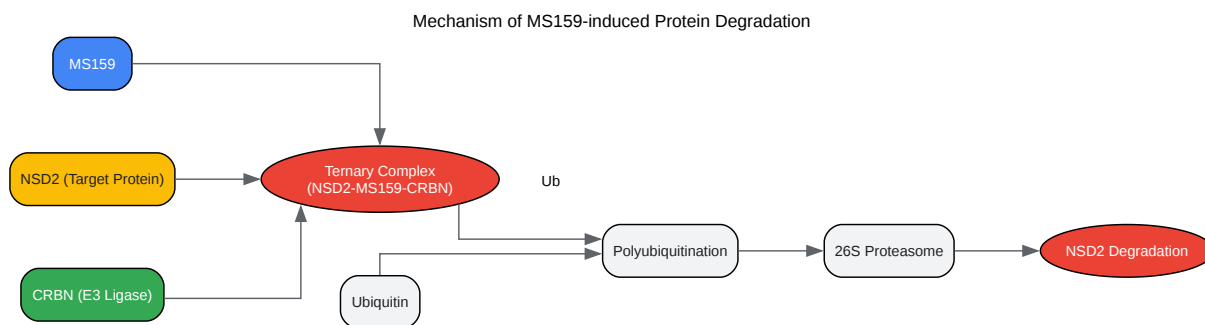 Mechanism of MS159-induced Protein Degradation
MS159
NSD2 (Target Protein)
Ternary Complex
(NSD2-MS159-CRBN)
Ub
CRBN (E3 Ligase)
Ubiquitin
Polyubiquitination
26S Proteasome
NSD2 Degradation